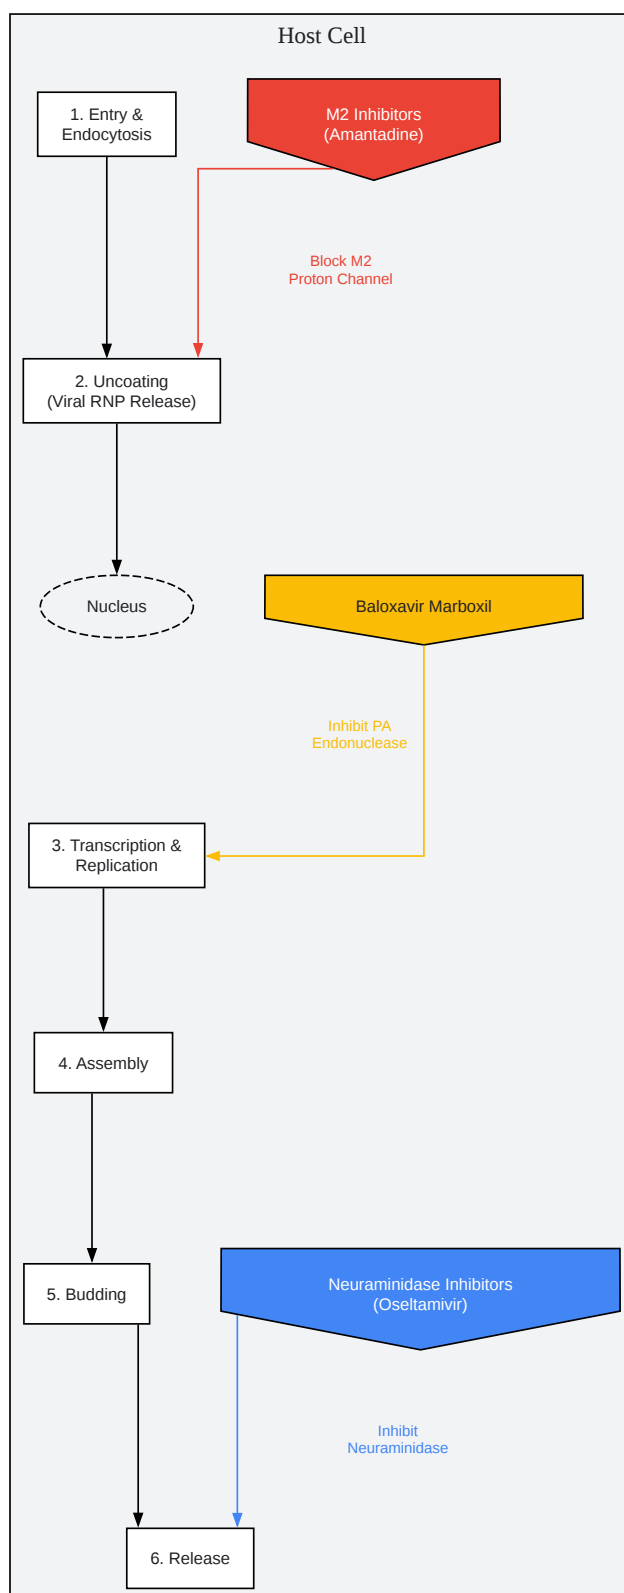 Host Cell
1. Entry &
Endocytosis
M2 Inhibitors
(Amantadine)
Block M2
Proton Channel
2. Uncoating
(Viral RNP Release)
Nucleus
Baloxavir Marboxil
Inhibit PA
Endonuclease
3. Transcription &
Replication
4. Assembly
5. Budding
Neuraminidase Inhibitors
(Oseltamivir)
Inhibit
Neuraminidase
6. Release